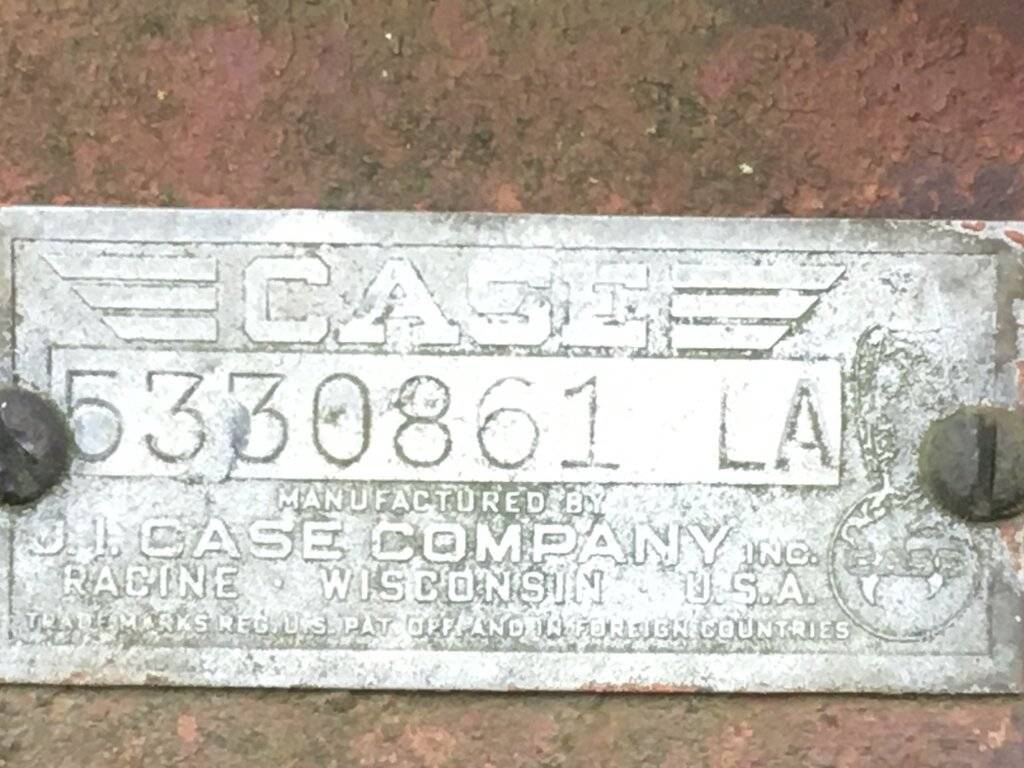 CASE
5330861 LA
MANUFACTURED BY
J.I. CASE COMPANY INC.
RACINE · WISCONSIN U.S.A.
TRADE MARKS REG. U.S. PAT. OFF. AND IN FOREIGN COUNTRIES
CASE